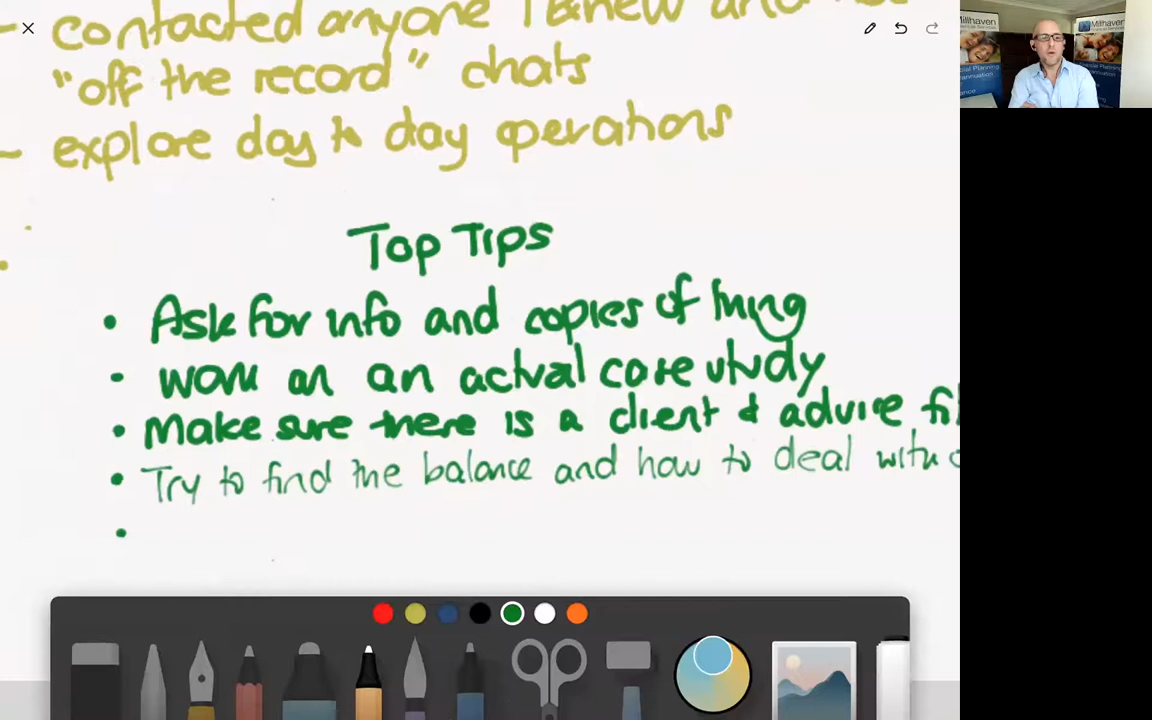 - contacted anyone I knew and
"off the record" chats
- explore day to day operations
Top Tips
• Ask for info and copies of
• work on an actual case study
• Make sure there is a client & advice fi
• Try to find the balance and how to deal with
•
Millhaven
Millhaven